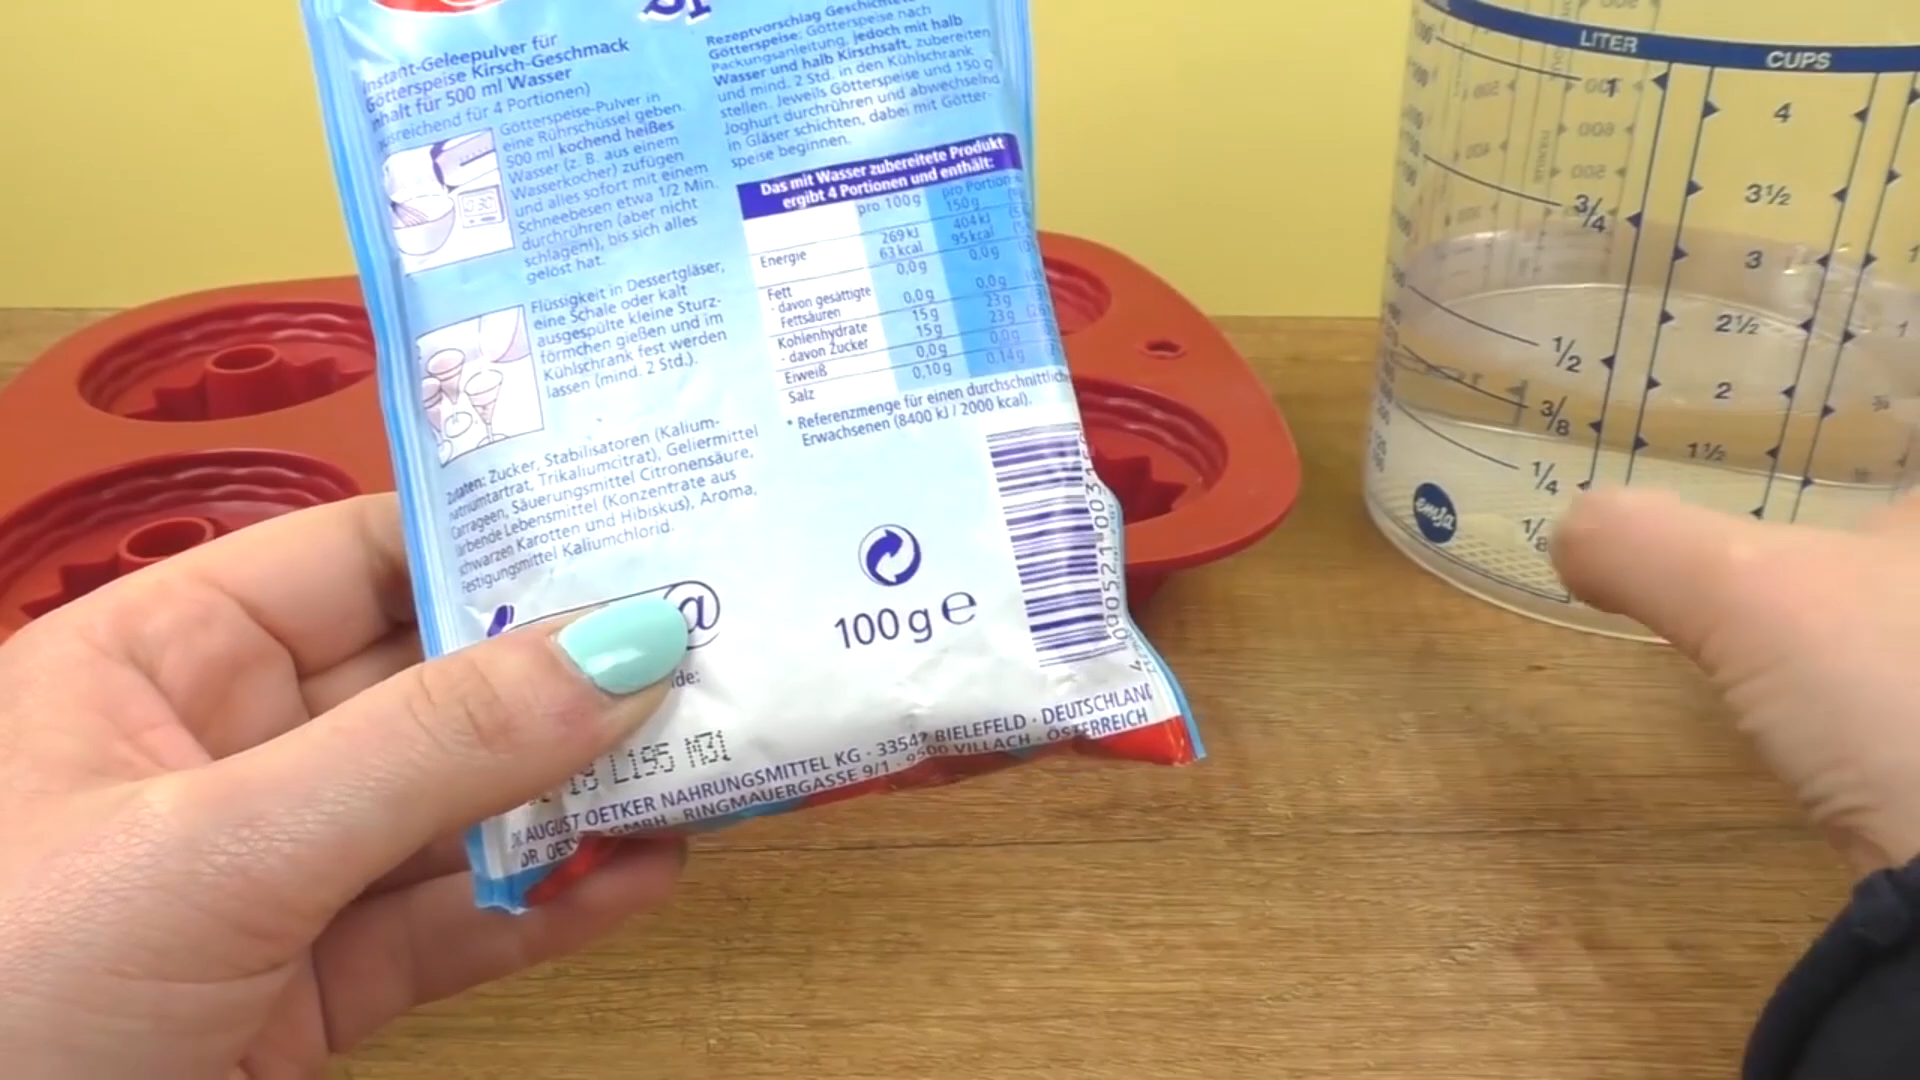 Instant-Geleepulver für
Götterspeise Kirsch-Geschmack
Inhalt für 500 ml Wasser
(ausreichend für 4 Portionen)
Götterspeise-Pulver in
eine Rührschüssel geben.
500 ml kochend heißes
Wasser (z. B. aus einem
Wasserkocher) zufügen
und alles sofort mit einem
Schneebesen etwa 1/2 Min.
durchrühren (aber nicht
schlagen!), bis sich alles
gelöst hat.
Flüssigkeit in Dessertgläser,
eine Schale oder kalt
ausgespülte kleine Sturz-
förmchen gießen und im
Kühlschrank fest werden
lassen (mind. 2 Std.).
Zutaten: Zucker, Stabilisatoren (Kalium-
natriumtartrat, Trikaliumcitrat), Geliermittel
Carrageen, Säuerungsmittel Citronensäure,
färbende Lebensmittel (Konzentrate aus
schwarzen Karotten und Hibiskus), Aroma,
Festigungsmittel Kaliumchlorid.
@
de:
18 L195 M31
Rezeptvorschlag
Götterspeise: Götterspeise nach
Packungsanleitung, jedoch mit halb
Wasser und halb Kirschsaft, zubereiten
und mind. 2 Std. in den Kühlschrank
stellen. Jeweils Götterspeise und 150 g
Joghurt durchrühren und abwechselnd
in Gläser schichten, dabei mit Götter-
speise beginnen.
Das mit Wasser zubereitete Produkt
ergibt 4 Portionen und enthält:
pro 100g pro Portion
150g
Energie 269 kJ 404 kJ
63 kcal 95 kcal
Fett 0,0g 0,0g
- davon gesättigte
Fettsäuren 0,0g 0,0g
Kohlenhydrate 15g 23g
- davon Zucker 15g 23g
Eiweiß 0,0g 0,0g
Salz 0,10g 0,14g
* Referenzmenge für einen durchschnittlichen
Erwachsenen (8400 kJ / 2000 kcal).
100 g e
AUGUST OETKER NAHRUNGSMITTEL KG · 33547 BIELEFELD · DEUTSCHLAND
DR. OETKER GMBH · RINGMAUERGASSE 9/1 · 9500 VILLACH · ÖSTERREICH
LITER
CUPS
1
3/4
1/2
3/8
1/4
1/8
4
3½
3
2½
2
1½
emsa